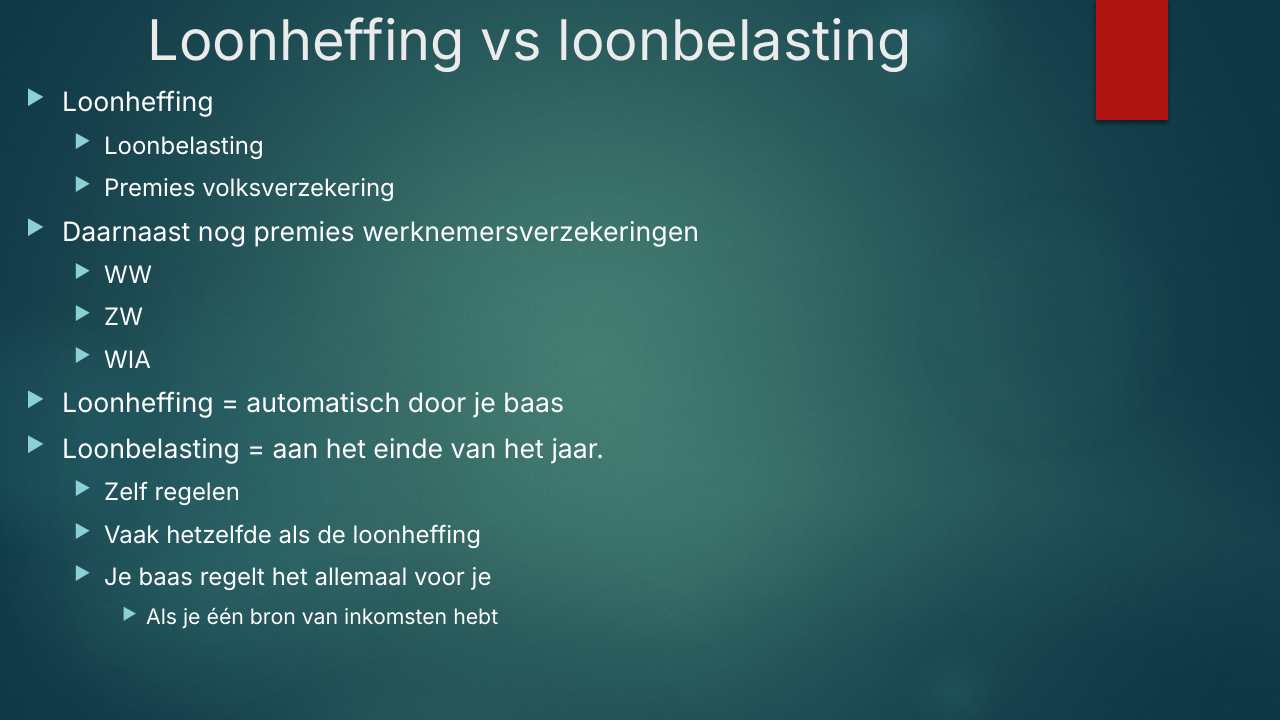 Loonheffing vs loonbelasting
Loonheffing
Loonbelasting
Premies volksverzekering
Daarnaast nog premies werknemersverzekeringen
WW
ZW
WIA
Loonheffing = automatisch door je baas
Loonbelasting = aan het einde van het jaar.
Zelf regelen
Vaak hetzelfde als de loonheffing
Je baas regelt het allemaal voor je
Als je één bron van inkomsten hebt